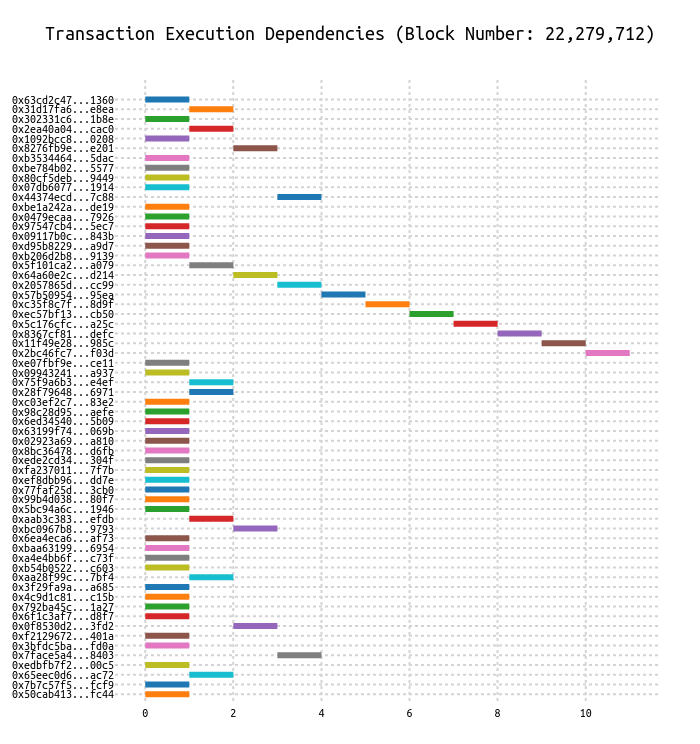 Transaction Execution Dependencies (Block Number: 22,279,712)
0x63cd2c47...1360
0x31d17fa6...e8ea
0x302331c6...1b8e
0x2ea40a04...cac0
0x1092bcc8...0208
0x8276fb9e...e201
0xb3534464...5dac
0xbe784b02...5577
0x80cf5deb...9449
0x07db6077...1914
0x44374ecd...7c88
0xbe1a242a...de19
0x0479ecaa...7926
0x97547cb4...5ec7
0x09117b0c...843b
0xd95b8229...a9d7
0xb206d2b8...9139
0x5f101ca2...a079
0x64a60e2c...d214
0x2057865d...cc99
0x57b50954...95ea
0xc35f8c7f...8d9f
0xec57bf13...cb50
0x5c176cfc...a25c
0x8367cf81...defc
0x11f49e28...985c
0x2bc46fc7...f03d
0xe07fbf9e...ce11
0x09943241...a937
0x75f9a6b3...e4ef
0x28f79648...6971
0xc03ef2c7...83e2
0x98c28d95...aefe
0x6ed34540...5b09
0x63199f74...069b
0x02923a69...a810
0x8bc36478...d6fb
0xede2cd34...304f
0xfa237011...7f7b
0xef8dbb96...dd7e
0x77faf25d...3cb0
0x99b4d038...80f7
0x5bc94a6c...1946
0xaab3c383...efdb
0xbc0967b8...9793
0x6ea4eca6...af73
0xbaa63199...6954
0xa4e4bb6f...c73f
0xb54b0522...c603
0xaa28f99c...7bf4
0x3f29fa9a...a685
0x4c9d1c81...c15b
0x792ba45c...1a27
0x6f1c3af7...d8f7
0x0f8530d2...3fd2
0xf2129672...401a
0x3bfdc5ba...fd0a
0x7face5a4...8403
0xedbfb7f2...00c5
0x65eec0d6...ac72
0x7b7c57f5...fcf9
0x50cab413...fc44
0 2 4 6 8 10